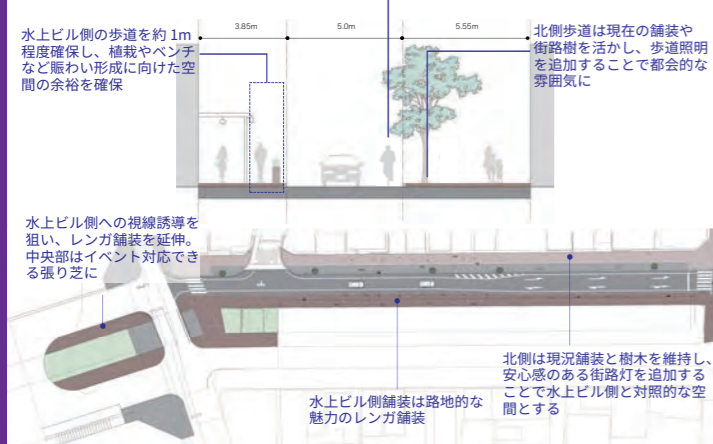 水上ビル側の歩道を約 1m
程度確保し、植栽やベンチ
など賑わい形成に向けた空
間の余裕を確保
3.85m
5.0m
5.55m
北側歩道は現在の舗装や
街路樹を活かし、歩道照明
を追加することで都会的な
雰囲気に
水上ビル側への視線誘導を
狙い、レンガ舗装を延伸。
中央部はイベント対応でき
る張り芝に
水上ビル側舗装は路地的な
魅力のレンガ舗装
北側は現況舗装と樹木を維持し、
安心感のある街路灯を追加する
ことで水上ビル側と対照的な空
間とする